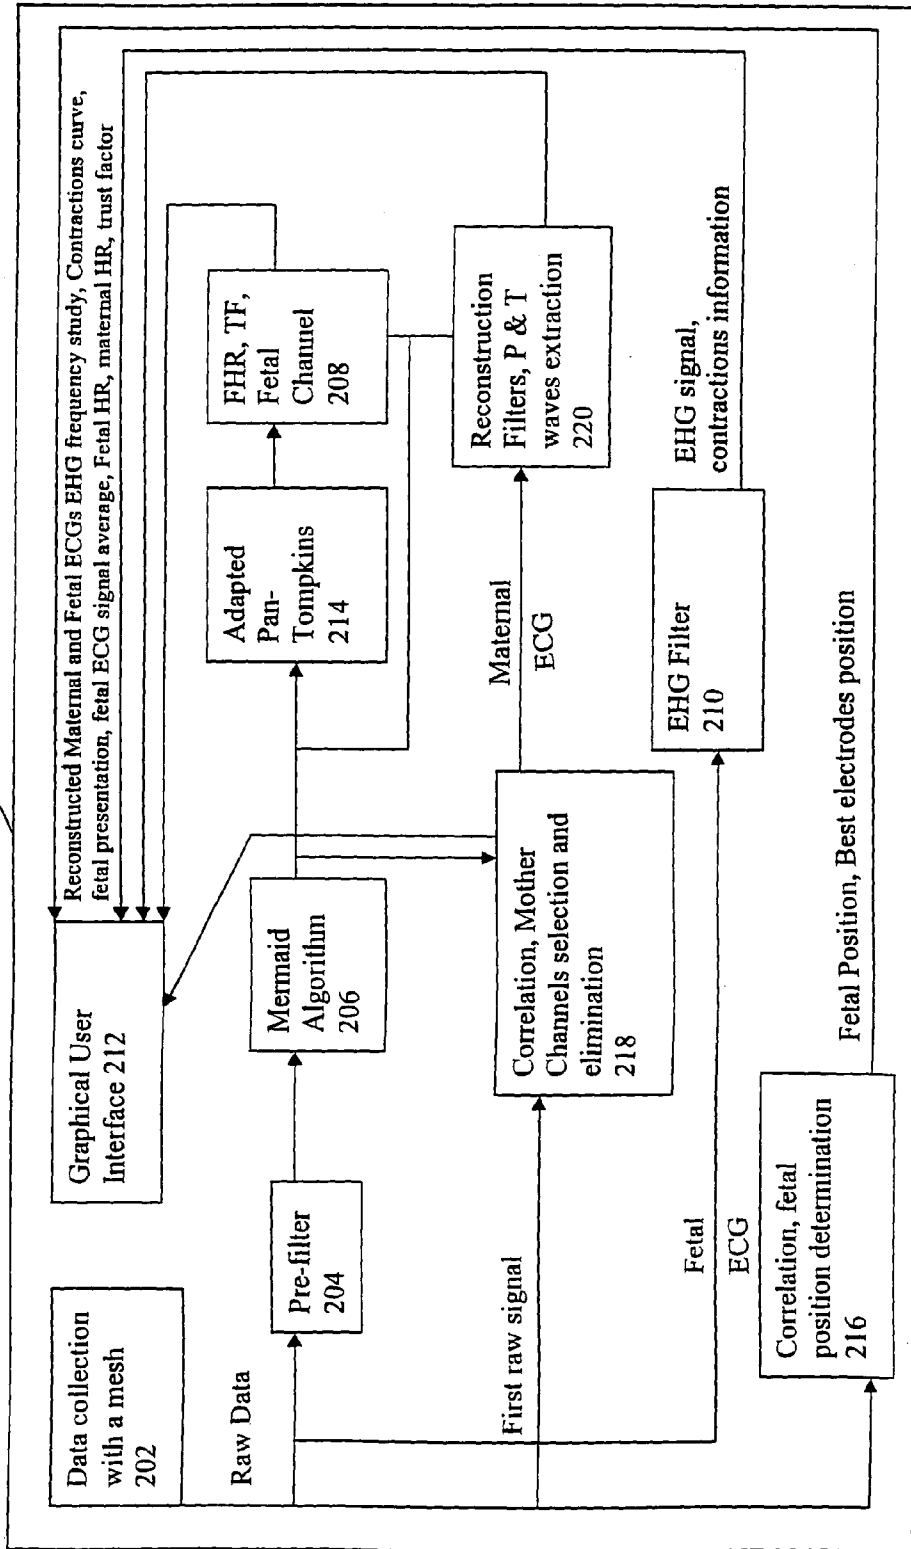 Reconstructed Maternal and Fetal ECGs EHG frequency study, Contractions curve,
fetal presentation, fetal ECG signal average, Fetal HR, maternal HR, trust factor
Data collection
with a mesh
202
Graphical User
Interface 212
Raw Data
Pre-filter
204
Mermaid
Algorithm
206
Adapted
Pan-
Tompkins
214
FHR, TF,
Fetal
Channel
208
First raw signal
Correlation, Mother
Channels selection and
elimination
218
Maternal
ECG
Reconstruction
Filters, P & T
waves extraction
220
Fetal
ECG
EHG Filter
210
EHG signal,
contractions information
Correlation, fetal
position determination
216
Fetal Position, Best electrodes position